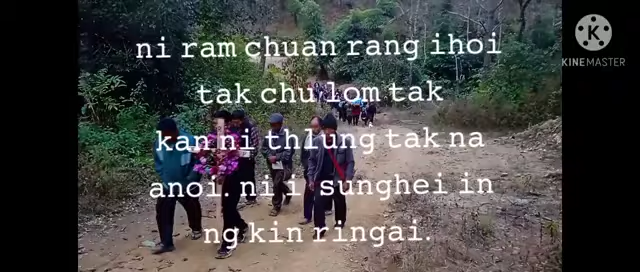 ni ram chuan rang ihoi
tak chu lom tak
kan ni thlung tak na
anoi. ni i sunghei in
ng kin ringai.
KINEMASTER